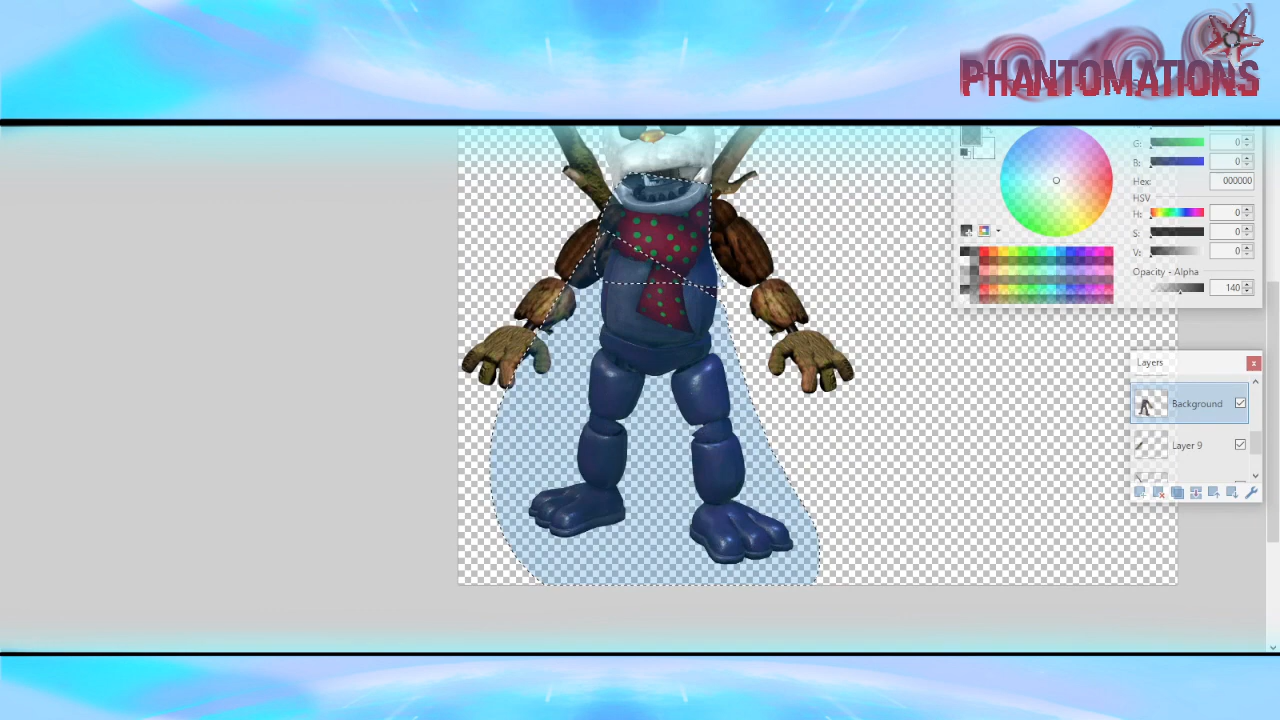 PHANTOMATIONS
G: 0
B: 0
Hex: 000000
HSV
H: 0
S: 0
V: 0
Opacity - Alpha
140
Layers
x
Background
Layer 9